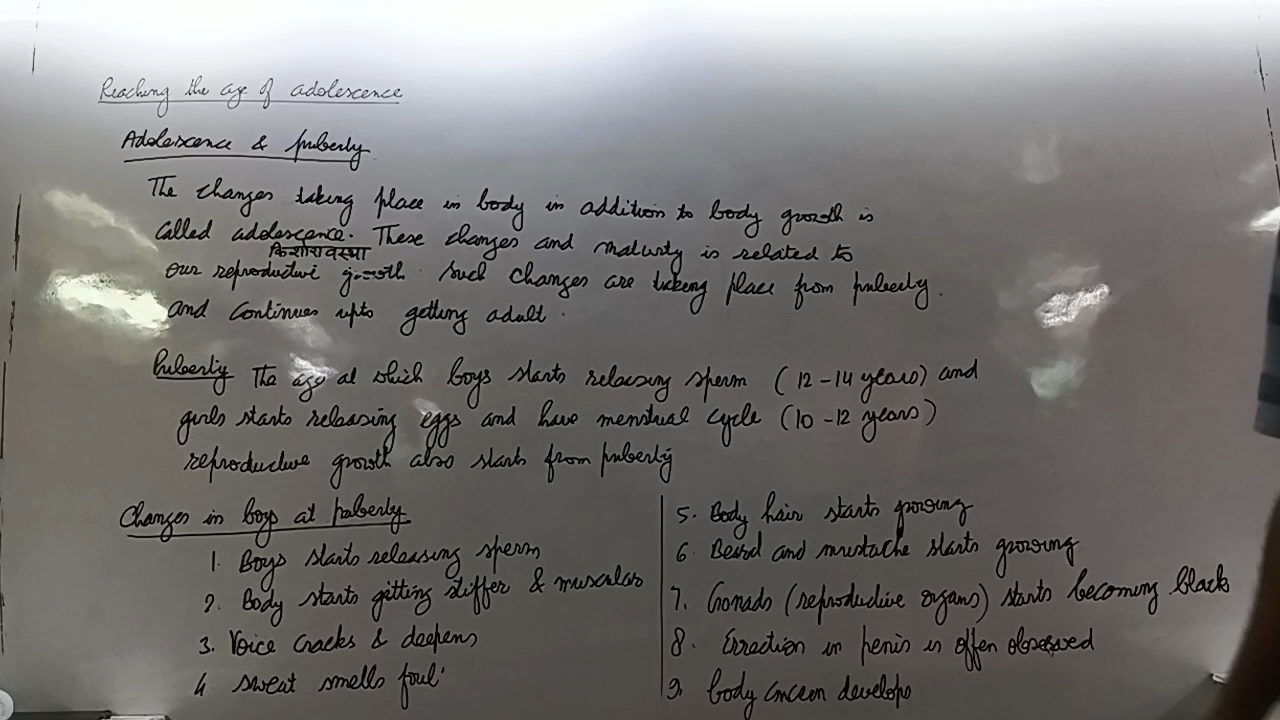 Reaching the age of adolescence
Adolescence & puberty
The changes taking place in body in addition to body growth is
called adolescence. These changes and maturity is related to
किशोरावस्था
our reproductive growth. Such changes are taking place from puberty.
and continues upto getting adult.
Puberty The age at which boys starts releasing sperm (12-14 years) and
girls starts releasing eggs and have menstrual cycle (10-12 years)
reproductive growth also starts from puberty
Changes in boys at puberty
1. Boys starts releasing sperm
2. Body starts getting stiffer & muscular
3. Voice cracks & deepens
4 sweat smells foul
5. Body hair starts growing
6 Beard and mustache starts growing
7. Gonads (reproductive organs) starts becoming black
8. Errection in penis is offen observed
9. body concern develops